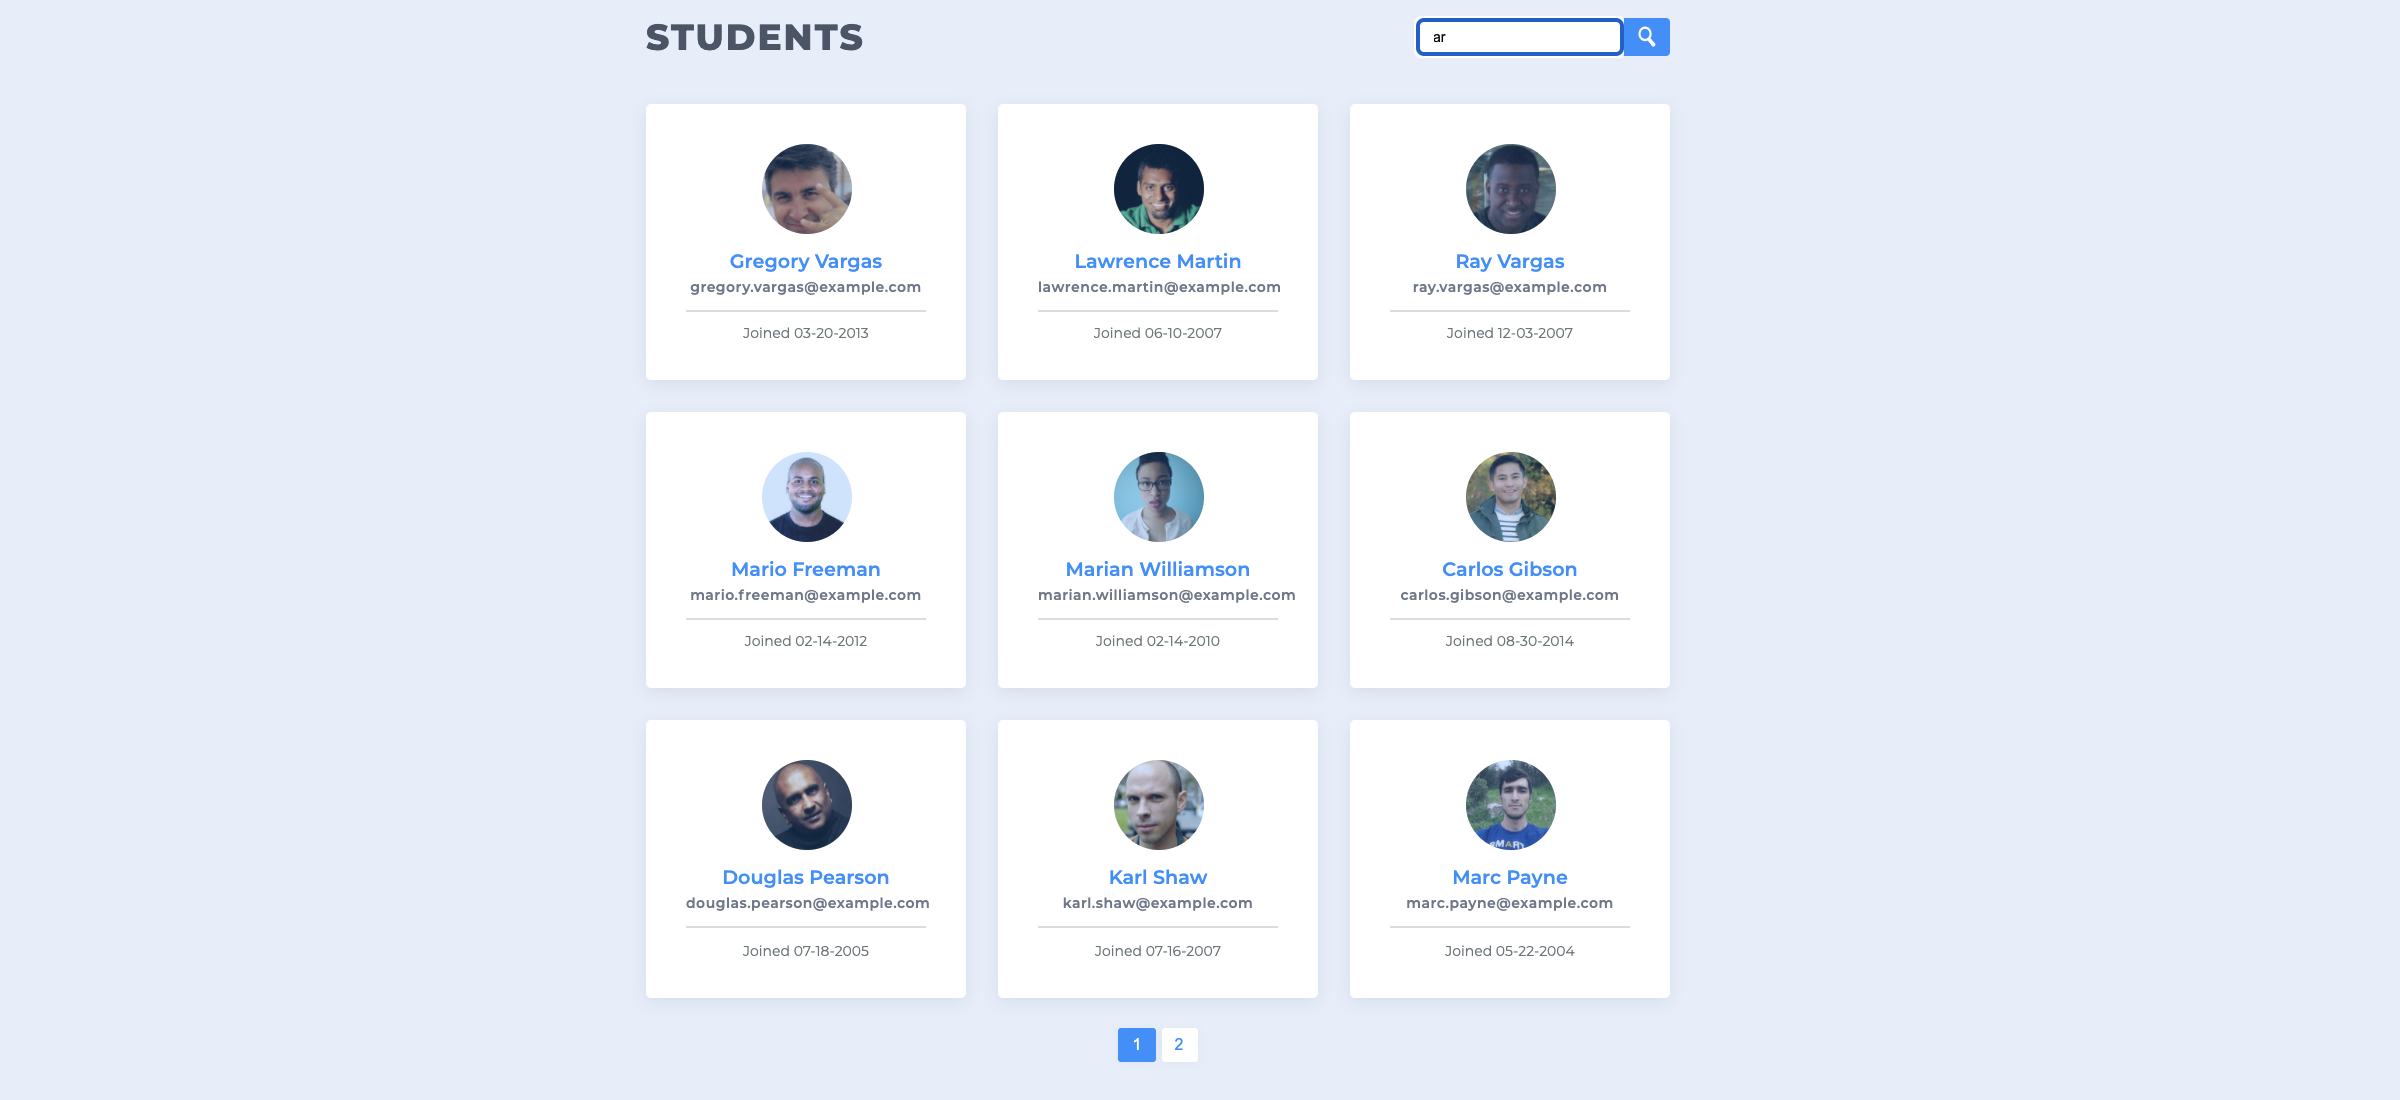 STUDENTS
ar
Gregory Vargas
gregory.vargas@example.com
Joined 03-20-2013
Lawrence Martin
lawrence.martin@example.com
Joined 06-10-2007
Ray Vargas
ray.vargas@example.com
Joined 12-03-2007
Mario Freeman
mario.freeman@example.com
Joined 02-14-2012
Marian Williamson
marian.williamson@example.com
Joined 02-14-2010
Carlos Gibson
carlos.gibson@example.com
Joined 08-30-2014
Douglas Pearson
douglas.pearson@example.com
Joined 07-18-2005
Karl Shaw
karl.shaw@example.com
Joined 07-16-2007
Marc Payne
marc.payne@example.com
Joined 05-22-2004
1 2